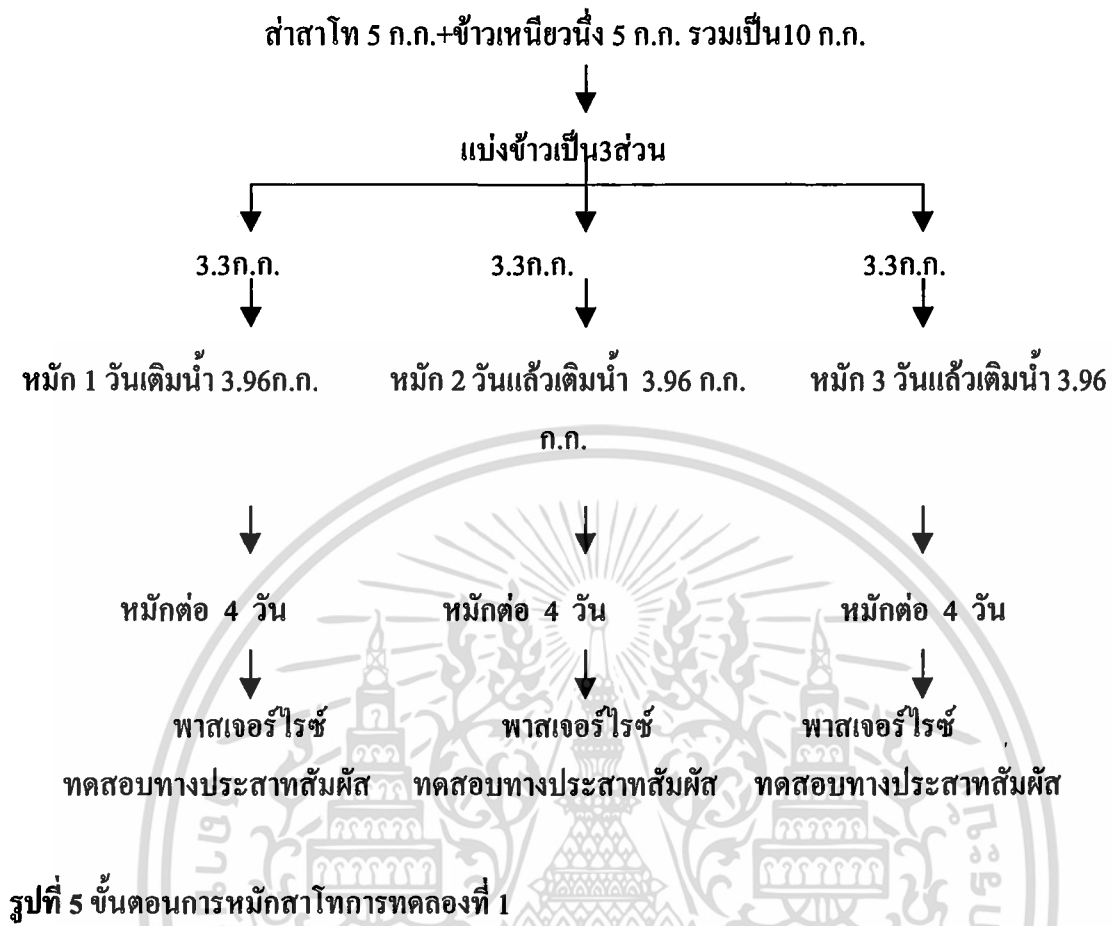 ส่าสาโท 5 ก.ก.+ข้าวเหนียวนึ่ง 5 ก.ก. รวมเป็น10 ก.ก.
แบ่งข้าวเป็น3ส่วน
3.3ก.ก. 3.3ก.ก. 3.3ก.ก.
หมัก 1 วันเติมน้ำ 3.96ก.ก. หมัก 2 วันแล้วเติมน้ำ 3.96 ก.ก. หมัก 3 วันแล้วเติมน้ำ 3.96
ก.ก.
หมักต่อ 4 วัน หมักต่อ 4 วัน หมักต่อ 4 วัน
พาสเจอร์ไรซ์ พาสเจอร์ไรซ์ พาสเจอร์ไรซ์
ทดสอบทางประสาทสัมผัส ทดสอบทางประสาทสัมผัส ทดสอบทางประสาทสัมผัส
รูปที่ 5 ขั้นตอนการหมักสาโทการทดลองที่ 1